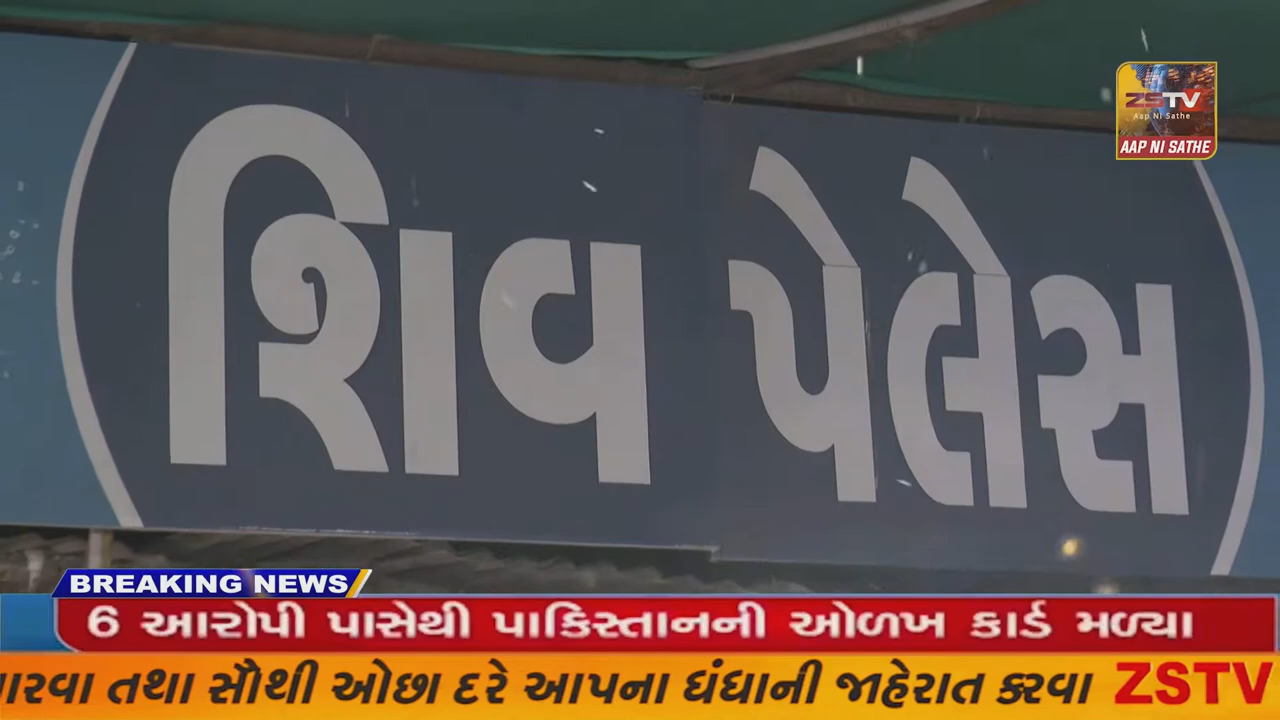 ZSTV
Aap Ni Sathe
AAP NI SATHE
શિવ પેલેસ
BREAKING NEWS
6 આરોપી પાસેથી પાકિસ્તાનની ઓળખ કાર્ડ મળ્યા
તથા સૌથી ઓછા દરે આપના ધંધાની જાહેરાત કરવા ZSTV